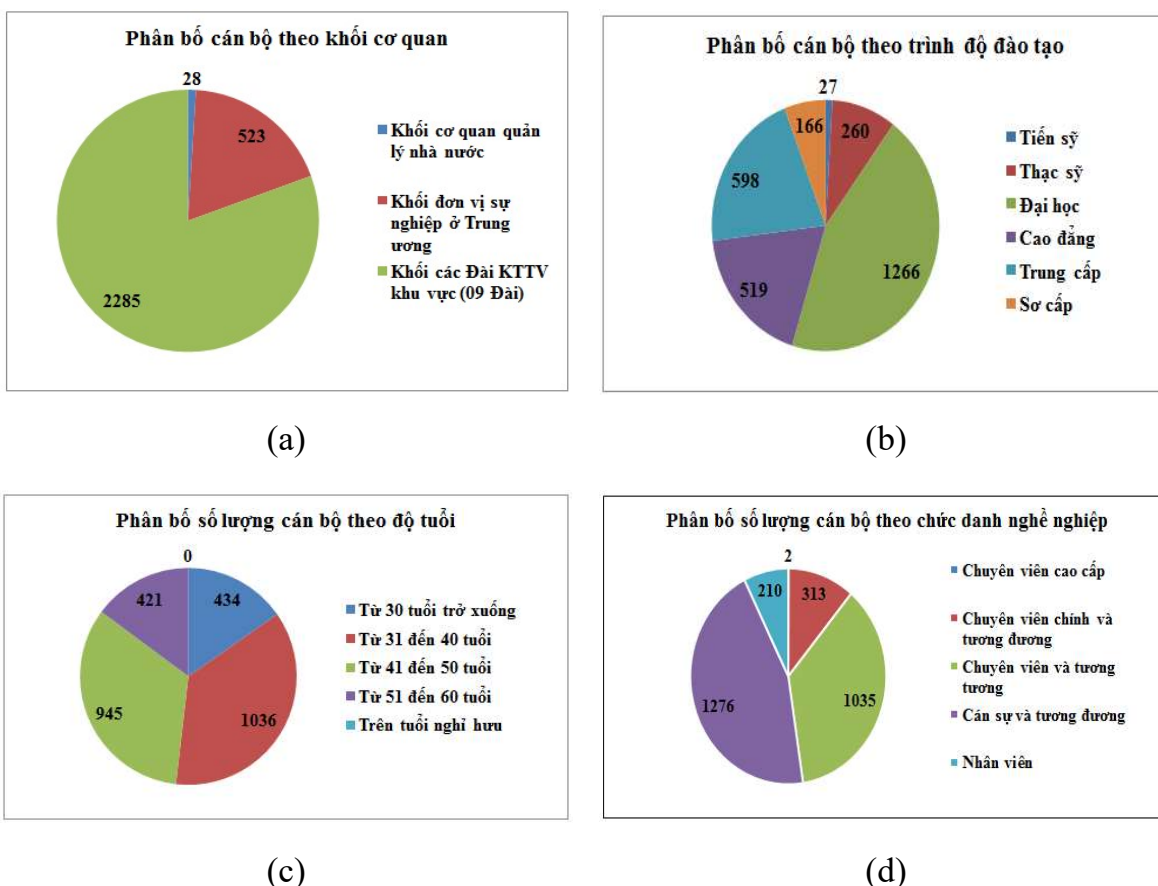 Phân bố cán bộ theo khối cơ quan
28
523
2285
Khối cơ quan quản
lý nhà nước
Khối đơn vị sự
nghiệp ở Trung
ương
Khối các Đài KTTV
khu vực (09 Đài)
(a)
Phân bố cán bộ theo trình độ đào tạo
27
166
260
598
519
1266
Tiến sỹ
Thạc sỹ
Đại học
Cao đẳng
Trung cấp
Sơ cấp
(b)
Phân bố số lượng cán bộ theo độ tuổi
0
421
434
945
1036
Từ 30 tuổi trở xuống
Từ 31 đến 40 tuổi
Từ 41 đến 50 tuổi
Từ 51 đến 60 tuổi
Trên tuổi nghỉ hưu
(c)
Phân bố số lượng cán bộ theo chức danh nghề nghiệp
2
210
313
1276
1035
Chuyên viên cao cấp
Chuyên viên chính và
tương đương
Chuyên viên và tương
tương
Cán sự và tương đương
Nhân viên
(d)